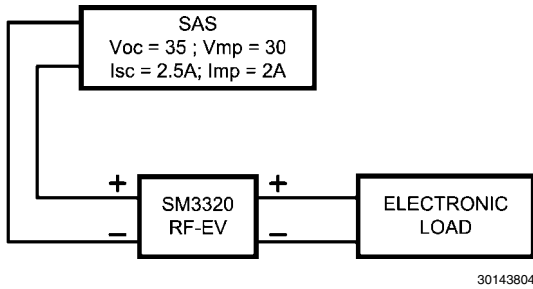 SAS
Voc = 35 ; Vmp = 30
Isc = 2.5A; Imp = 2A
+ +
SM3320
RF-EV
ELECTRONIC
LOAD
− −
30143804